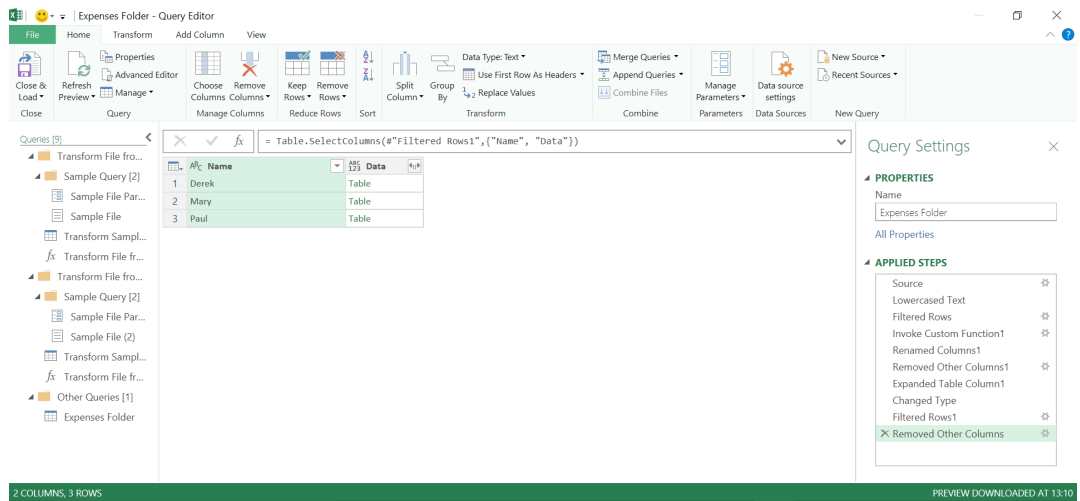 Expenses Folder - Query Editor
File Home Transform Add Column View
Close & Load
Refresh Preview
Properties
Advanced Editor
Manage
Choose Columns
Remove Columns
Keep Rows
Remove Rows
Split Column
Group By
Data Type: Text
Use First Row As Headers
Replace Values
Merge Queries
Append Queries
Combine Files
Manage Parameters
Data source settings
New Source
Recent Sources
Close Query Manage Columns Reduce Rows Sort Transform Combine Parameters Data Sources New Query
Queries [9]
Transform File fro...
Sample Query [2]
Sample File Par...
Sample File
Transform Sampl...
fx Transform File fr...
Transform File fro...
Sample Query [2]
Sample File Par...
Sample File (2)
Transform Sampl...
fx Transform File fr...
Other Queries [1]
Expenses Folder
fx = Table.SelectColumns(#"Filtered Rows1",{"Name", "Data"})
ABC Name ABC 123 Data
1 Derek Table
2 Mary Table
3 Paul Table
Query Settings
PROPERTIES
Name
Expenses Folder
All Properties
APPLIED STEPS
Source
Lowercased Text
Filtered Rows
Invoke Custom Function1
Renamed Columns1
Removed Other Columns1
Expanded Table Column1
Changed Type
Filtered Rows1
Removed Other Columns
2 COLUMNS, 3 ROWS
PREVIEW DOWNLOADED AT 13:10